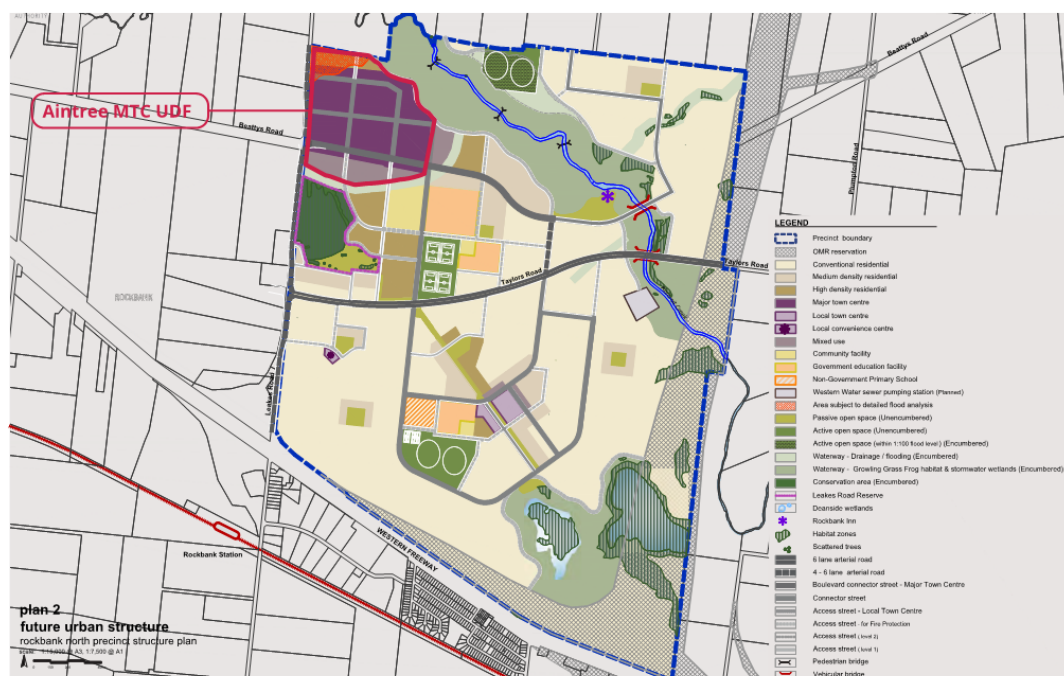 Aintree MTC UDF
Beattys Road
Beattys Road
Plumpton Road
Taylors Road
Taylors Road
ROCKBANK
Leakes Road
WESTERN FREEWAY
Rockbank Station
plan 2
future urban structure
rockbank north precinct structure plan
LEGEND
Precinct boundary
OMR reservation
Conventional residential
Medium density residential
High density residential
Major town centre
Local town centre
Local convenience centre
Mixed use
Community facility
Government education facility
Non-Government Primary School
Western Water sewer pumping station (Planned)
Area subject to detailed flood analysis
Passive open space (Unencumbered)
Active open space (Unencumbered)
Active open space (within 1:100 flood level) (Encumbered)
Waterway - Drainage / flooding (Encumbered)
Waterway - Growling Grass Frog habitat & stormwater wetlands (Encumbered)
Conservation area (Encumbered)
Leakes Road Reserve
Deanside wetlands
Rockbank Inn
Habitat zones
Scattered trees
6 lane arterial road
4 - 6 lane arterial road
Boulevard connector street - Major Town Centre
Connector street
Access street - Local Town Centre
Access street - for Fire Protection
Access street (level 2)
Access street (level 1)
Pedestrian bridge
Vehicular bridge